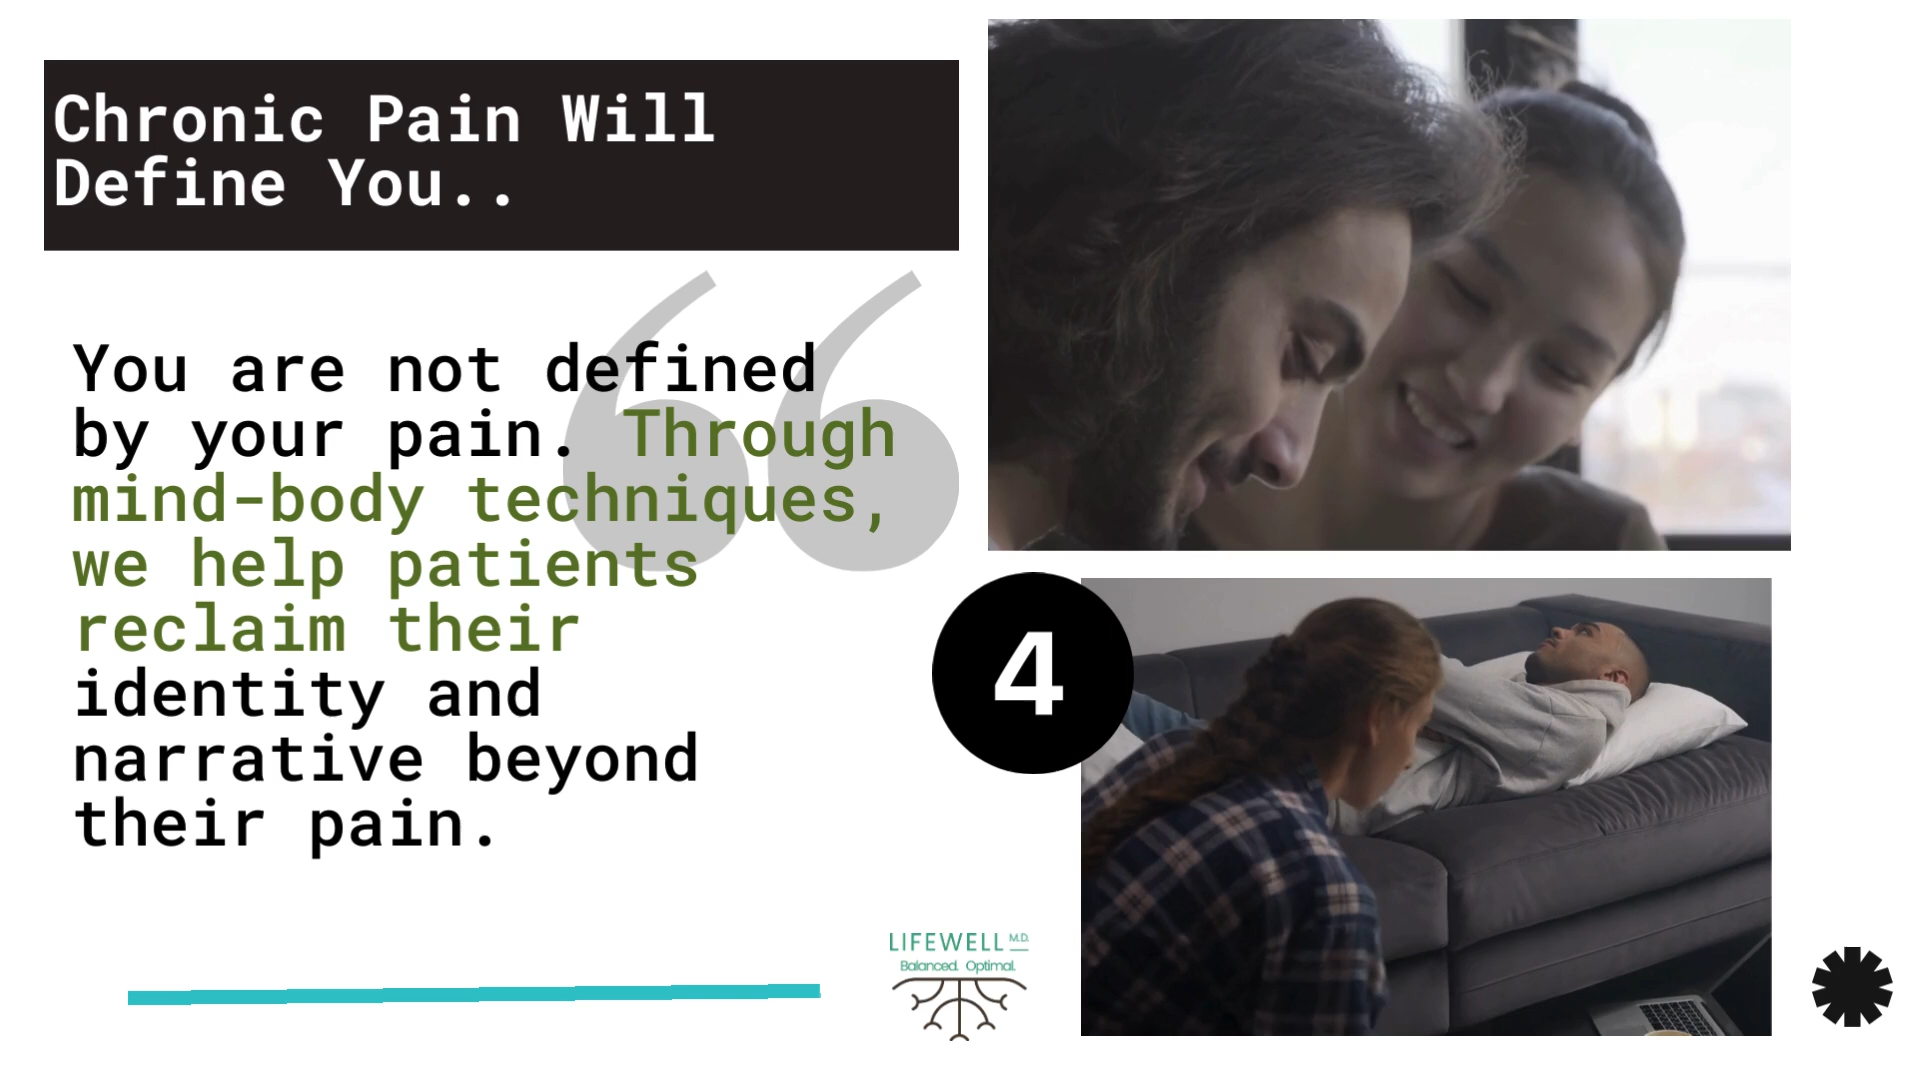 Chronic Pain Will
Define You..
You are not defined
by your pain. Through
mind-body techniques,
we help patients
reclaim their
identity and
narrative beyond
their pain.
4
LIFEWELL M.D.
Balanced. Optimal.